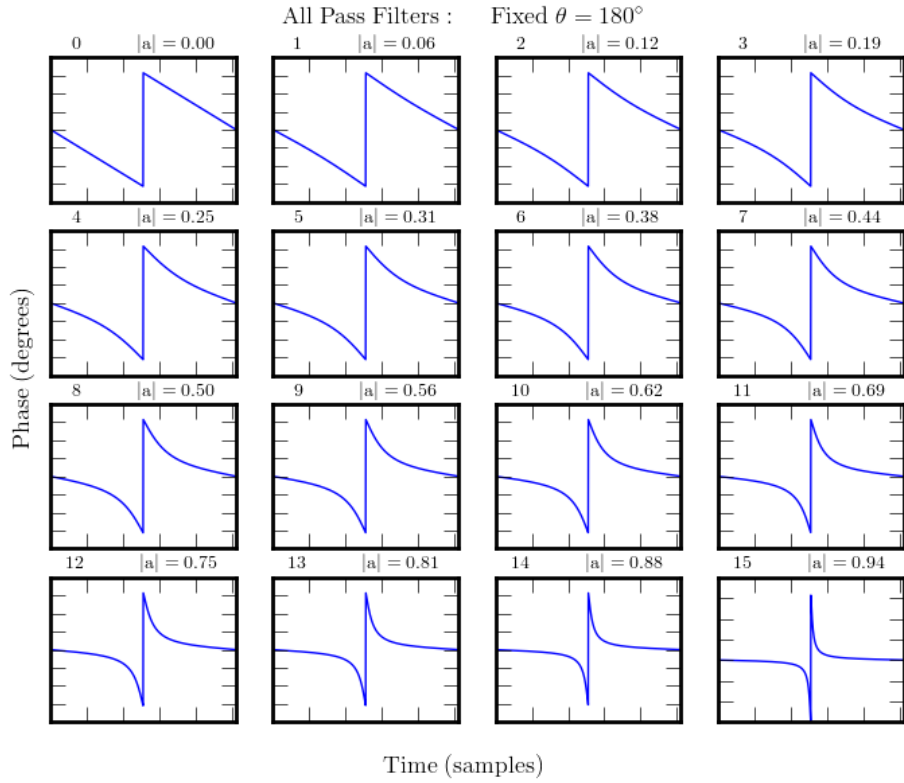 All Pass Filters : Fixed θ = 180°
0 |a| = 0.00 1 |a| = 0.06 2 |a| = 0.12 3 |a| = 0.19
4 |a| = 0.25 5 |a| = 0.31 6 |a| = 0.38 7 |a| = 0.44
8 |a| = 0.50 9 |a| = 0.56 10 |a| = 0.62 11 |a| = 0.69
12 |a| = 0.75 13 |a| = 0.81 14 |a| = 0.88 15 |a| = 0.94
Phase (degrees)
Time (samples)